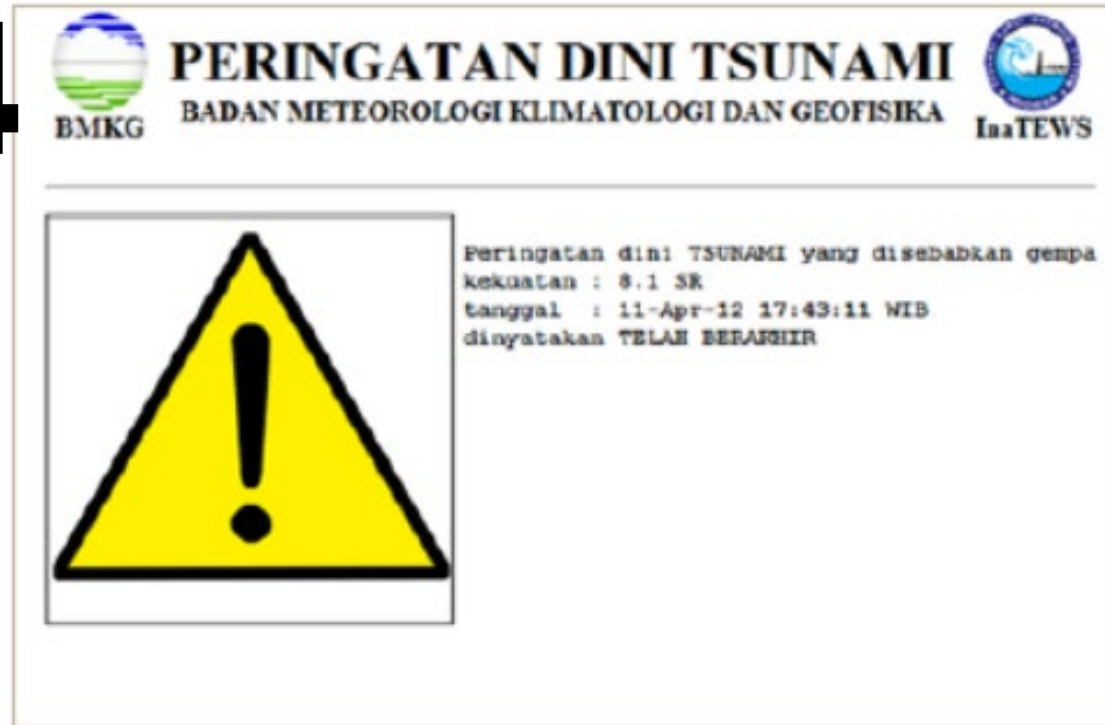 PERINGATAN DINI TSUNAMI
BADAN METEOROLOGI KLIMATOLOGI DAN GEOFISIKA
BMKG
InaTEWS
Peringatan dini TSUNAMI yang disebabkan gempa
kekuatan : 8.1 SR
tanggal : 11-Apr-12 17:43:11 WIB
dinyatakan TELAH BERAKHIR